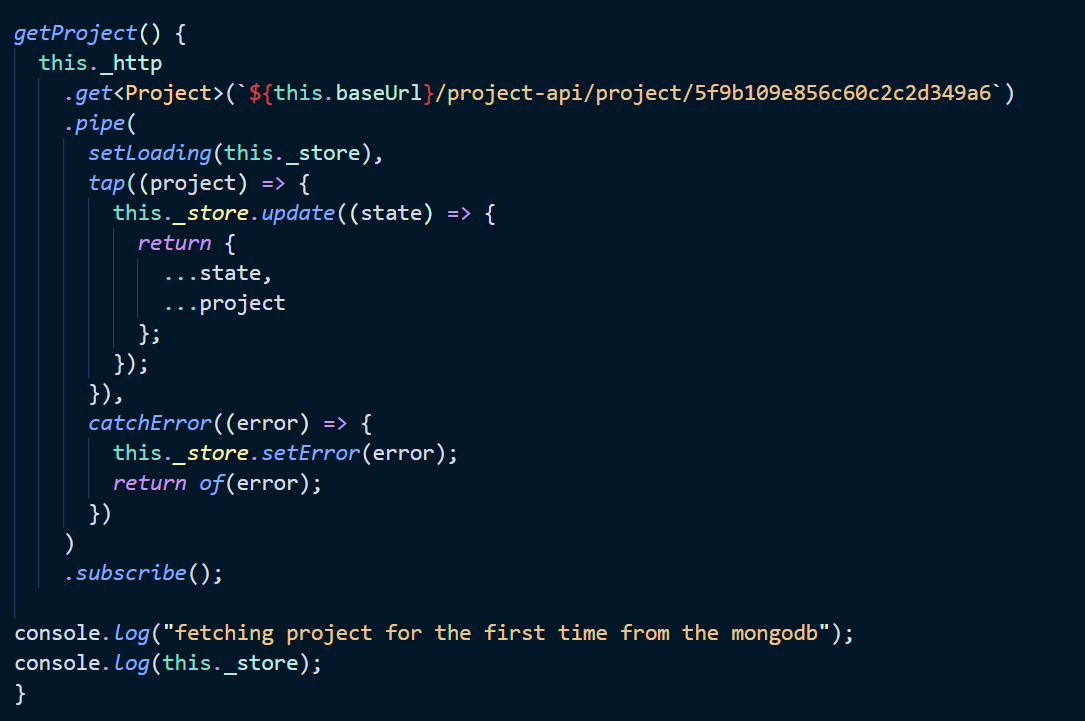 getProject() {
this._http
.get<Project>(`${this.baseUrl}/project-api/project/5f9b109e856c60c2c2d349a6`)
.pipe(
setLoading(this._store),
tap((project) => {
this._store.update((state) => {
return {
...state,
...project
};
});
}),
catchError((error) => {
this._store.setError(error);
return of(error);
})
)
.subscribe();
console.log("fetching project for the first time from the mongodb");
console.log(this._store);
}